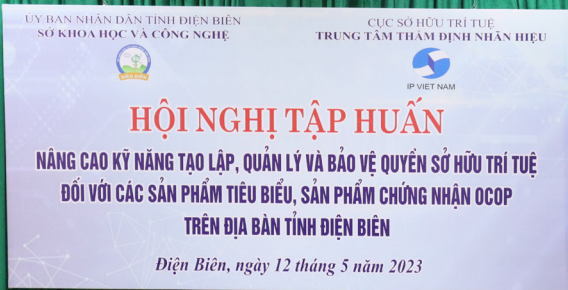 ỦY BAN NHÂN DÂN TỈNH ĐIỆN BIÊN
SỞ KHOA HỌC VÀ CÔNG NGHỆ
CỤC SỞ HỮU TRÍ TUỆ
TRUNG TÂM THẨM ĐỊNH NHÃN HIỆU
IP VIET NAM
HỘI NGHỊ TẬP HUẤN
NÂNG CAO KỸ NĂNG TẠO LẬP, QUẢN LÝ VÀ BẢO VỆ QUYỀN SỞ HỮU TRÍ TUỆ
ĐỐI VỚI CÁC SẢN PHẨM TIÊU BIỂU, SẢN PHẨM CHỨNG NHẬN OCOP
TRÊN ĐỊA BÀN TỈNH ĐIỆN BIÊN
Điện Biên, ngày 12 tháng 5 năm 2023